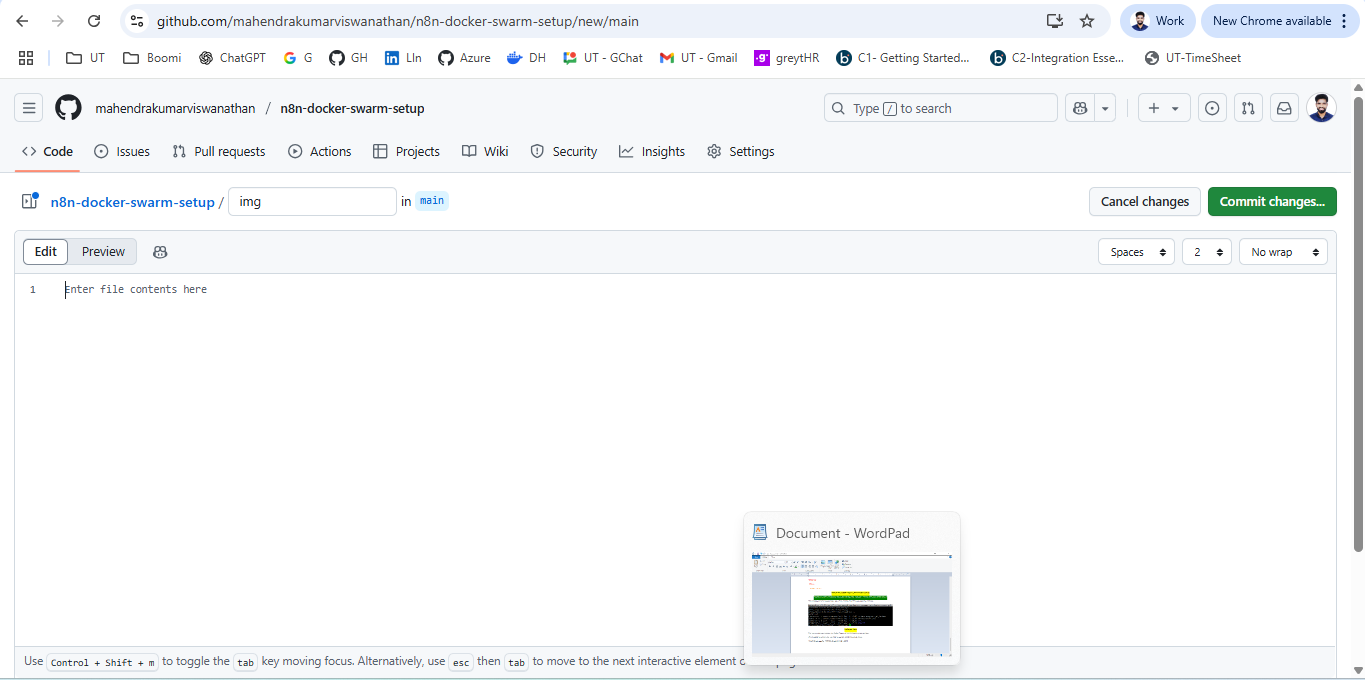 github.com/mahendrakumarviswanathan/n8n-docker-swarm-setup/new/main
Work
New Chrome available
UT
Boomi
ChatGPT
G
GH
LIn
Azure
DH
UT - GChat
UT - Gmail
greytHR
C1- Getting Started...
C2-Integration Esse...
UT-TimeSheet
mahendrakumarviswanathan / n8n-docker-swarm-setup
Type / to search
Code
Issues
Pull requests
Actions
Projects
Wiki
Security
Insights
Settings
n8n-docker-swarm-setup / img in main
Cancel changes
Commit changes...
Edit
Preview
Spaces
2
No wrap
1 Enter file contents here
Document - WordPad
Use Control + Shift + m to toggle the tab key moving focus. Alternatively, use esc then tab to move to the next interactive element